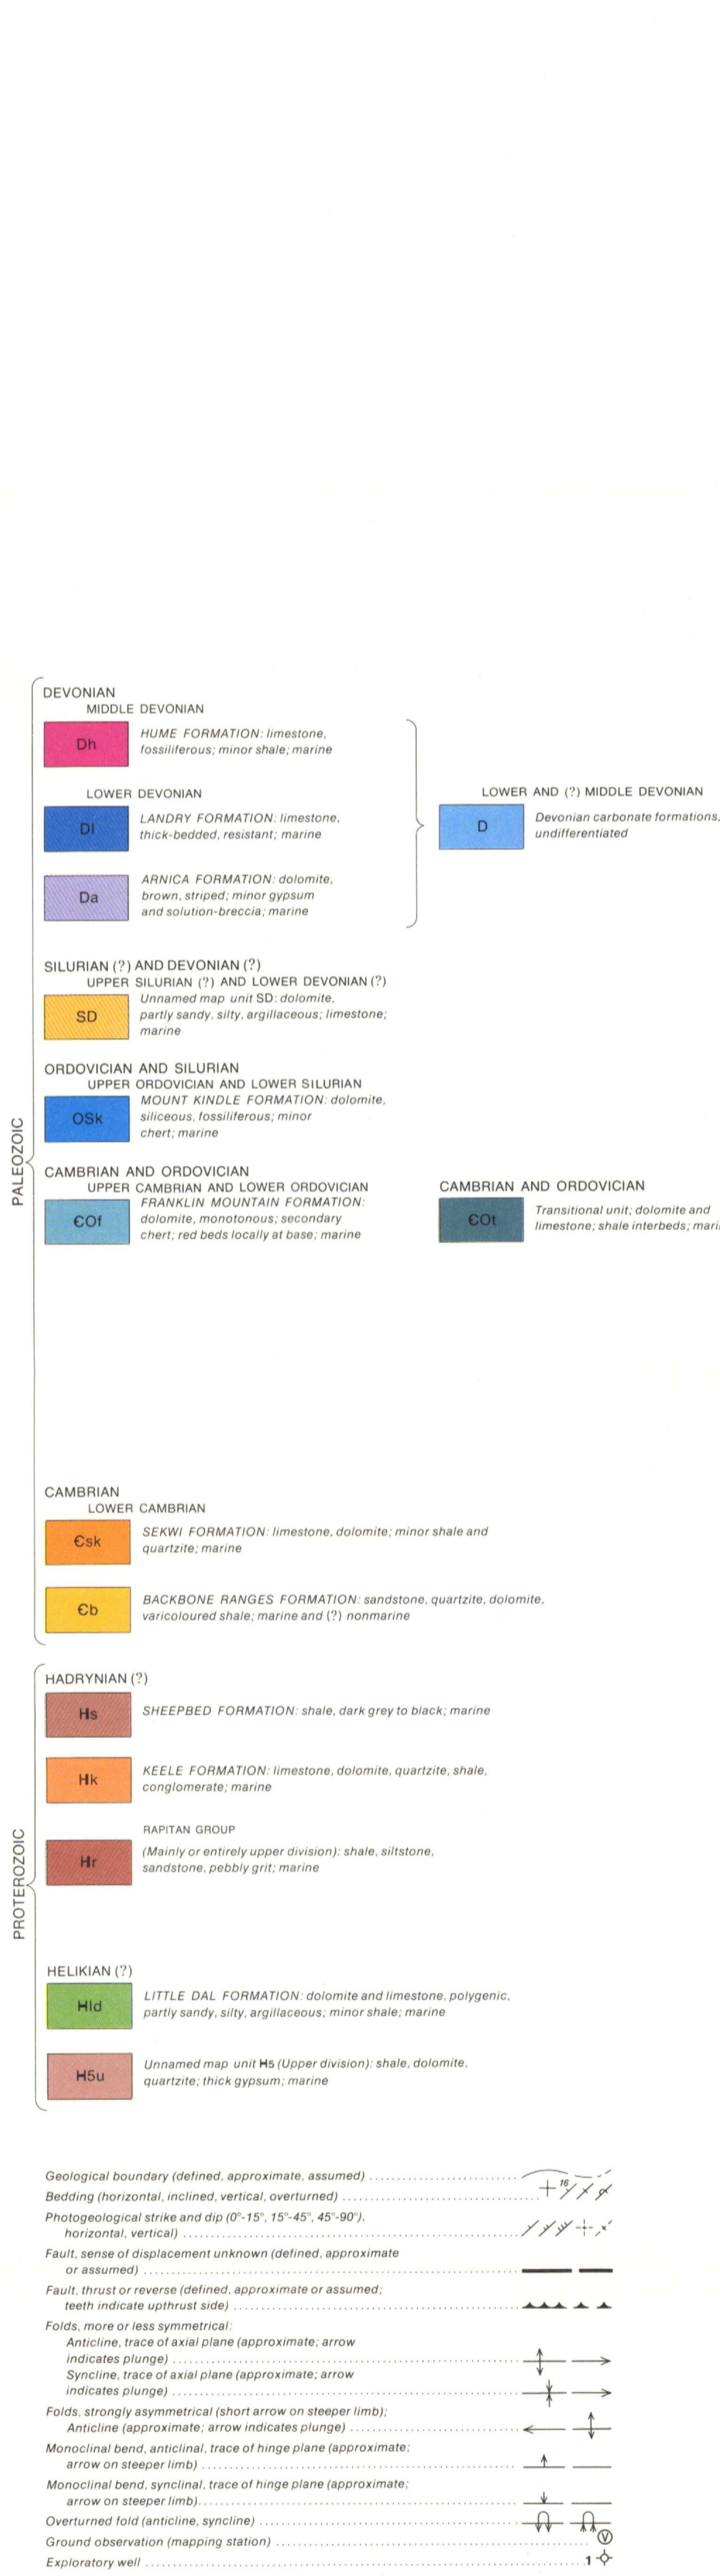 DEVONIAN
MIDDLE DEVONIAN
Dh
HUME FORMATION: limestone,
fossiliferous; minor shale; marine
LOWER DEVONIAN
Dl
LANDRY FORMATION: limestone,
thick-bedded, resistant; marine
Da
ARNICA FORMATION: dolomite,
brown, striped; minor gypsum
and solution-breccia; marine
LOWER AND (?) MIDDLE DEVONIAN
D
Devonian carbonate formations,
undifferentiated
SILURIAN (?) AND DEVONIAN (?)
UPPER SILURIAN (?) AND LOWER DEVONIAN (?)
SD
Unnamed map unit SD: dolomite,
partly sandy, silty, argillaceous; limestone;
marine
ORDOVICIAN AND SILURIAN
UPPER ORDOVICIAN AND LOWER SILURIAN
OSk
MOUNT KINDLE FORMATION: dolomite,
siliceous, fossiliferous; minor
chert; marine
PALEOZOIC
CAMBRIAN AND ORDOVICIAN
UPPER CAMBRIAN AND LOWER ORDOVICIAN
ЄOf
FRANKLIN MOUNTAIN FORMATION:
dolomite, monotonous; secondary
chert; red beds locally at base; marine
CAMBRIAN AND ORDOVICIAN
ЄOt
Transitional unit; dolomite and
limestone; shale interbeds; mari
CAMBRIAN
LOWER CAMBRIAN
Єsk
SEKWI FORMATION: limestone, dolomite; minor shale and
quartzite; marine
Єb
BACKBONE RANGES FORMATION: sandstone, quartzite, dolomite,
varicoloured shale; marine and (?) nonmarine
HADRYNIAN (?)
Hs
SHEEPBED FORMATION: shale, dark grey to black; marine
Hk
KEELE FORMATION: limestone, dolomite, quartzite, shale,
conglomerate; marine
RAPITAN GROUP
Hr
(Mainly or entirely upper division): shale, siltstone,
sandstone, pebbly grit; marine
PROTEROZOIC
HELIKIAN (?)
Hld
LITTLE DAL FORMATION: dolomite and limestone, polygenic,
partly sandy, silty, argillaceous; minor shale; marine
H5u
Unnamed map unit H5 (Upper division): shale, dolomite,
quartzite; thick gypsum; marine
Geological boundary (defined, approximate, assumed)
Bedding (horizontal, inclined, vertical, overturned) 16
Photogeological strike and dip (0°-15°, 15°-45°, 45°-90°),
horizontal, vertical)
Fault, sense of displacement unknown (defined, approximate
or assumed)
Fault, thrust or reverse (defined, approximate or assumed;
teeth indicate upthrust side)
Folds, more or less symmetrical:
Anticline, trace of axial plane (approximate; arrow
indicates plunge)
Syncline, trace of axial plane (approximate; arrow
indicates plunge)
Folds, strongly asymmetrical (short arrow on steeper limb);
Anticline (approximate; arrow indicates plunge)
Monoclinal bend, anticlinal, trace of hinge plane (approximate;
arrow on steeper limb)
Monoclinal bend, synclinal, trace of hinge plane (approximate;
arrow on steeper limb)
Overturned fold (anticline, syncline)
Ground observation (mapping station) V
Exploratory well 1